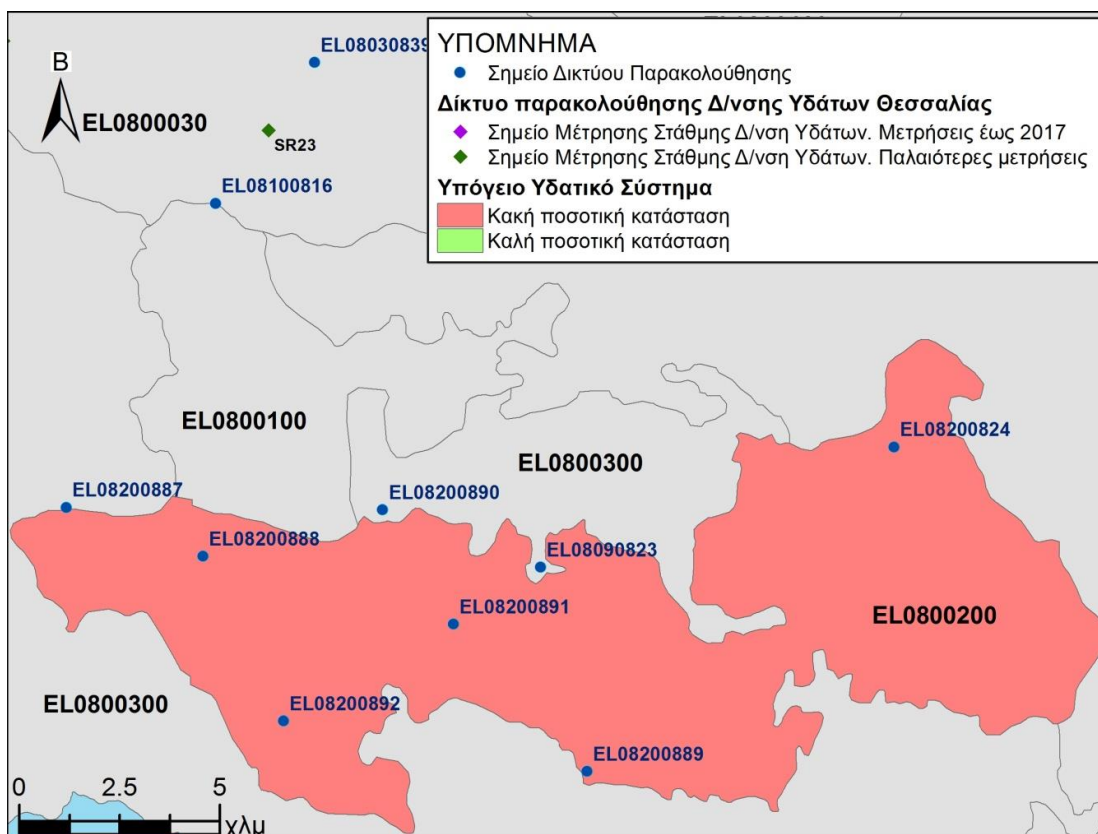 ΥΠΟΜΝΗΜΑ
Σημείο Δικτύου Παρακολούθησης
Δίκτυο παρακολούθησης Δ/νσης Υδάτων Θεσσαλίας
Σημείο Μέτρησης Στάθμης Δ/νση Υδάτων. Μετρήσεις έως 2017
Σημείο Μέτρησης Στάθμης Δ/νση Υδάτων. Παλαιότερες μετρήσεις
Υπόγειο Υδατικό Σύστημα
Κακή ποσοτική κατάσταση
Καλή ποσοτική κατάσταση
EL08030839
Β
EL0800030
SR23
EL08100816
EL0800100
EL0800300
EL08200824
EL08200887
EL08200890
EL08200888
EL08090823
EL08200891
EL0800200
EL0800300
EL08200892
EL08200889
0 2.5 5
χλμ